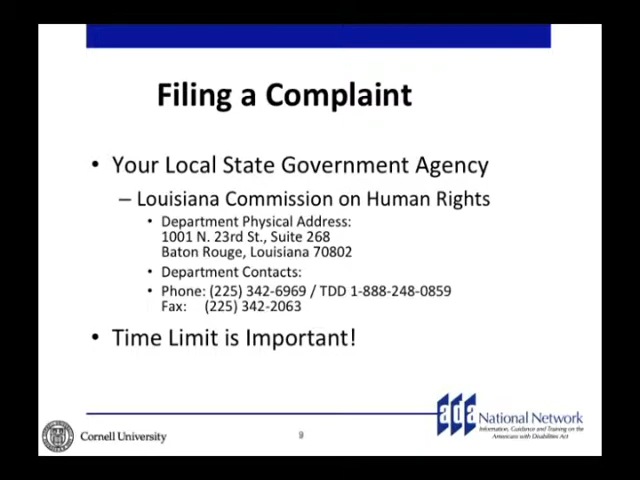 Filing a Complaint
• Your Local State Government Agency
– Louisiana Commission on Human Rights
• Department Physical Address:
1001 N. 23rd St., Suite 268
Baton Rouge, Louisiana 70802
• Department Contacts:
• Phone: (225) 342-6969 / TDD 1-888-248-0859
Fax: (225) 342-2063
• Time Limit is Important!
Cornell University
9
ada National Network
Information, Guidance and Training on the
Americans with Disabilities Act